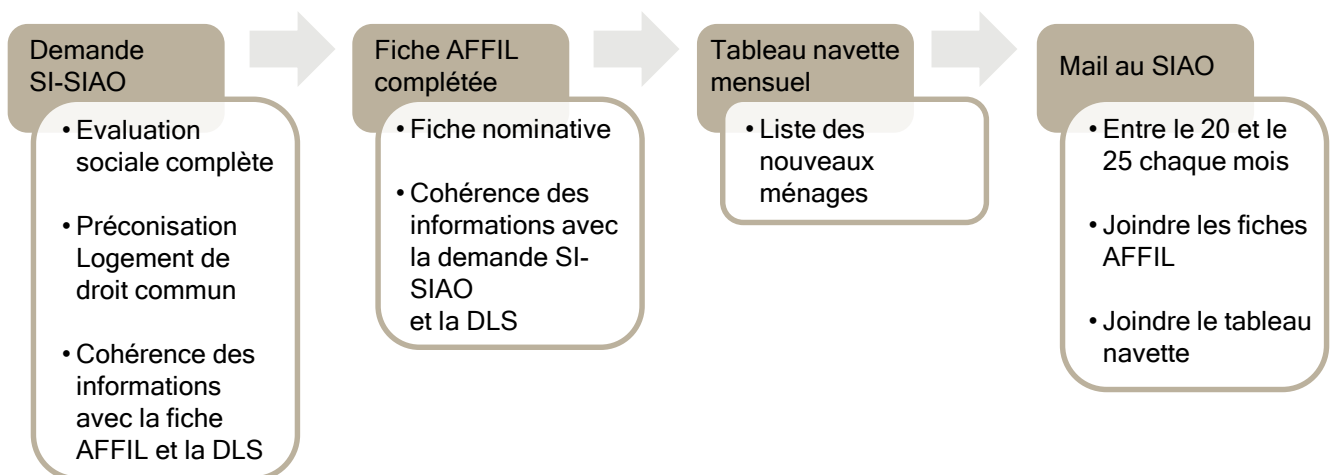 Demande
SI-SIAO
• Evaluation
sociale complète
• Préconisation
Logement de
droit commun
• Cohérence des
informations
avec la fiche
AFFIL et la DLS
Fiche AFFIL
complétée
• Fiche nominative
• Cohérence des
informations avec
la demande SI-
SIAO
et la DLS
Tableau navette
mensuel
• Liste des
nouveaux
ménages
Mail au SIAO
• Entre le 20 et le
25 chaque mois
• Joindre les fiches
AFFIL
• Joindre le tableau
navette